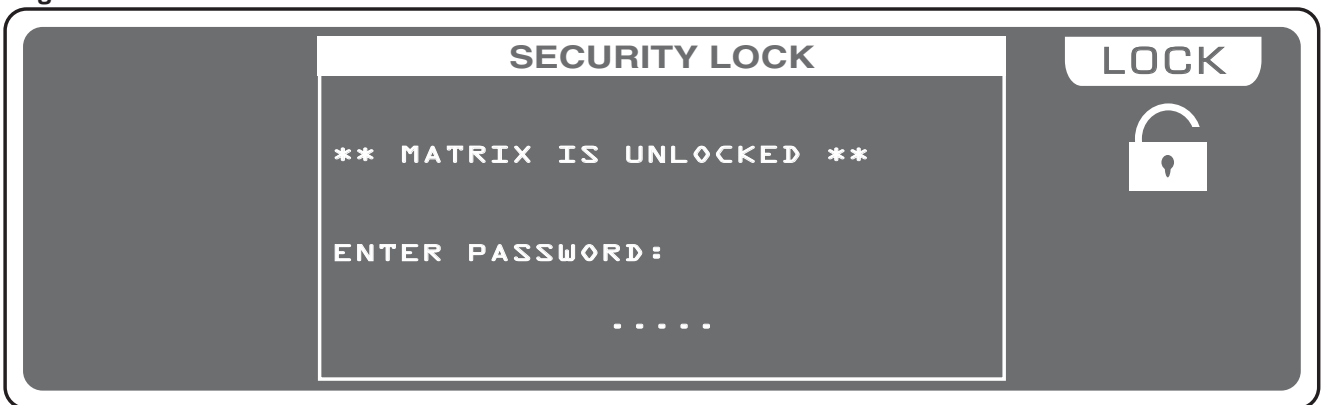 SECURITY LOCK
LOCK
** MATRIX IS UNLOCKED **
ENTER PASSWORD:
.....